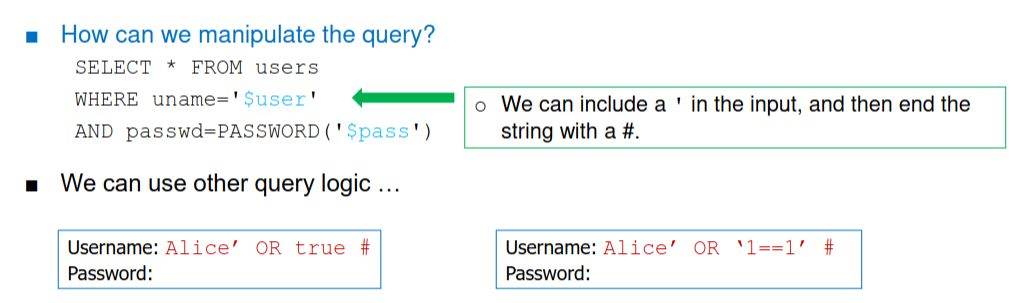 ■ How can we manipulate the query?
SELECT * FROM users
WHERE uname='$user'
AND passwd=PASSWORD('$pass')
○ We can include a ' in the input, and then end the
string with a #.
■ We can use other query logic …
Username: Alice’ OR true #
Password:
Username: Alice’ OR ‘1==1’ #
Password: